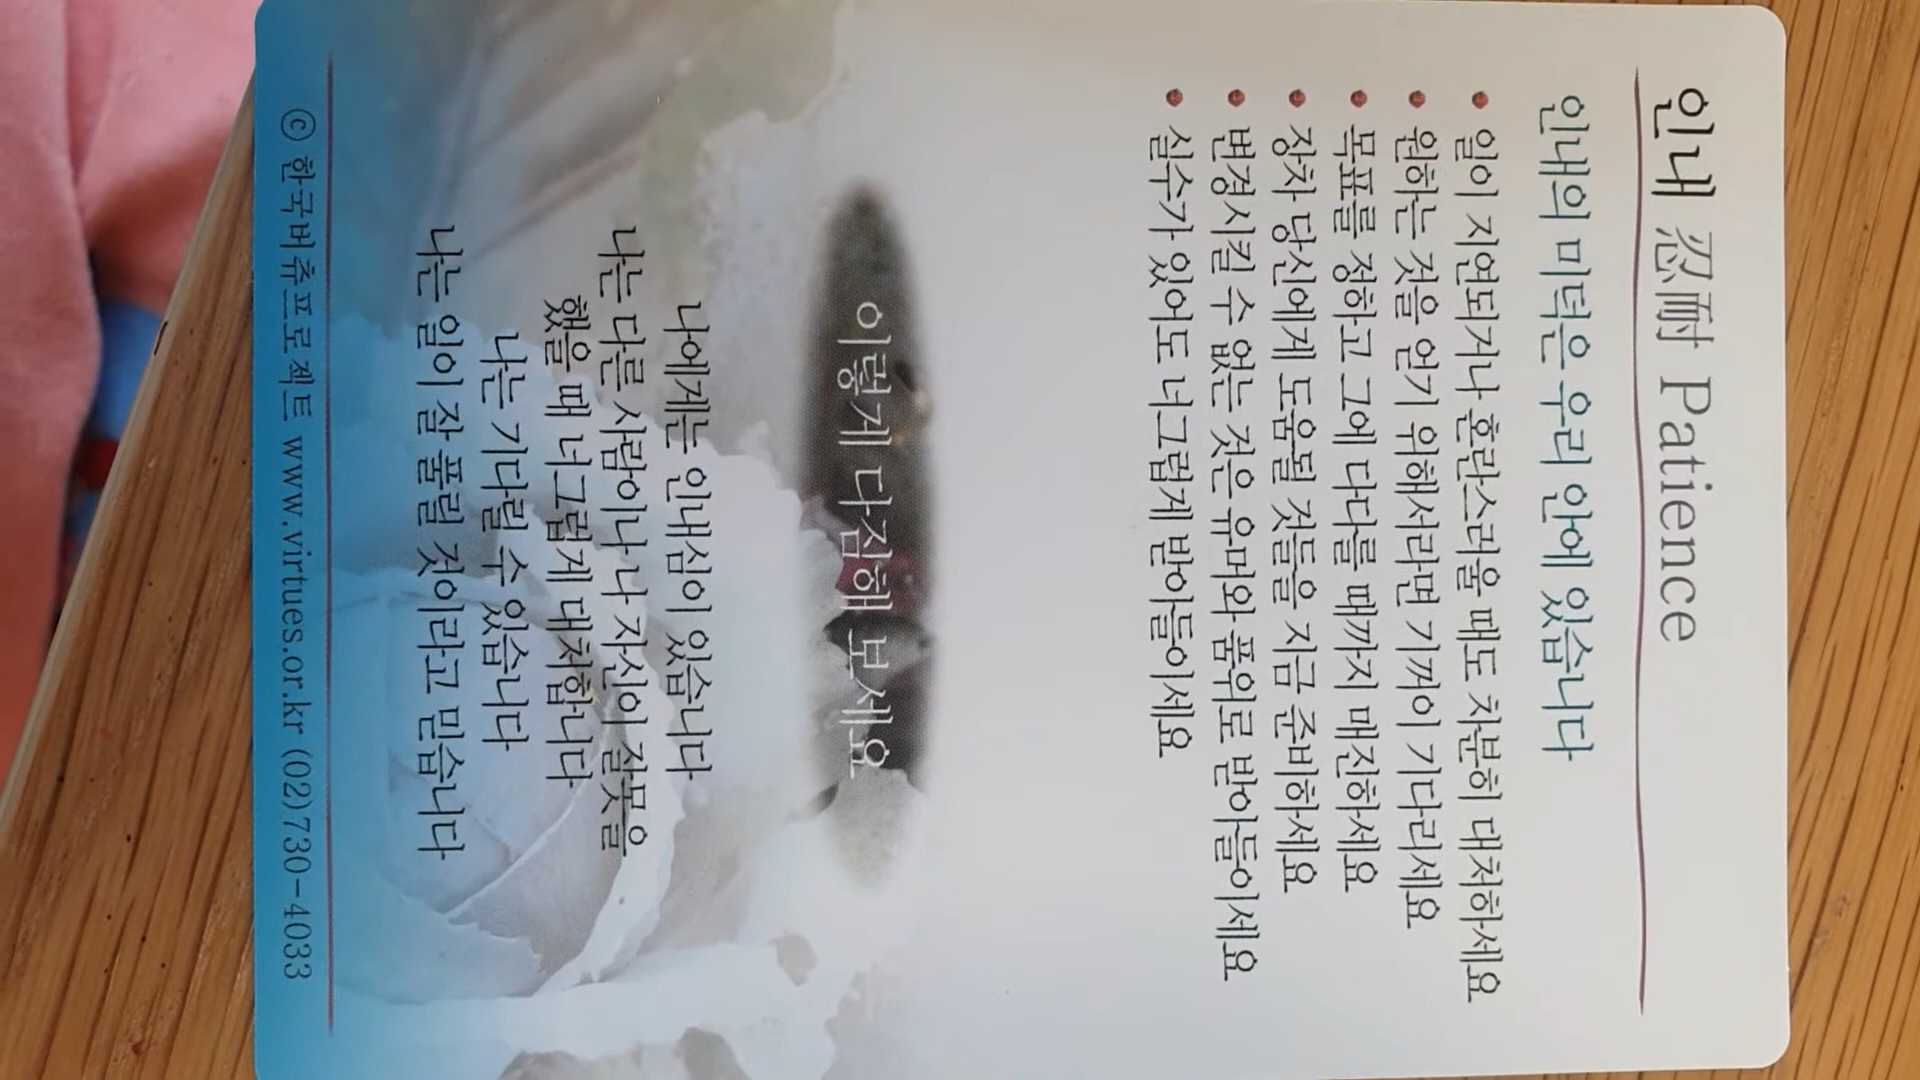 인내 忍耐 Patience
인내의 미덕은 우리 안에 있습니다
• 일이 지연되거나 혼란스러울 때도 차분히 대처하세요
• 원하는 것을 얻기 위해서라면 기꺼이 기다리세요
• 목표를 정하고 그에 다다를 때까지 매진하세요
• 장차 당신에게 도움될 것들을 지금 준비하세요
• 변경시킬 수 없는 것은 유머와 품위로 받아들이세요
• 실수가 있어도 너그럽게 받아들이세요
이렇게 다짐해 보세요
나에게는 인내심이 있습니다
나는 다른 사람이나 나 자신이 잘못을
했을 때 너그럽게 대처합니다
나는 기다릴 수 있습니다
나는 일이 잘 풀릴 것이라고 믿습니다
ⓒ 한국버츄프로젝트 www.virtues.or.kr (02)730-4033